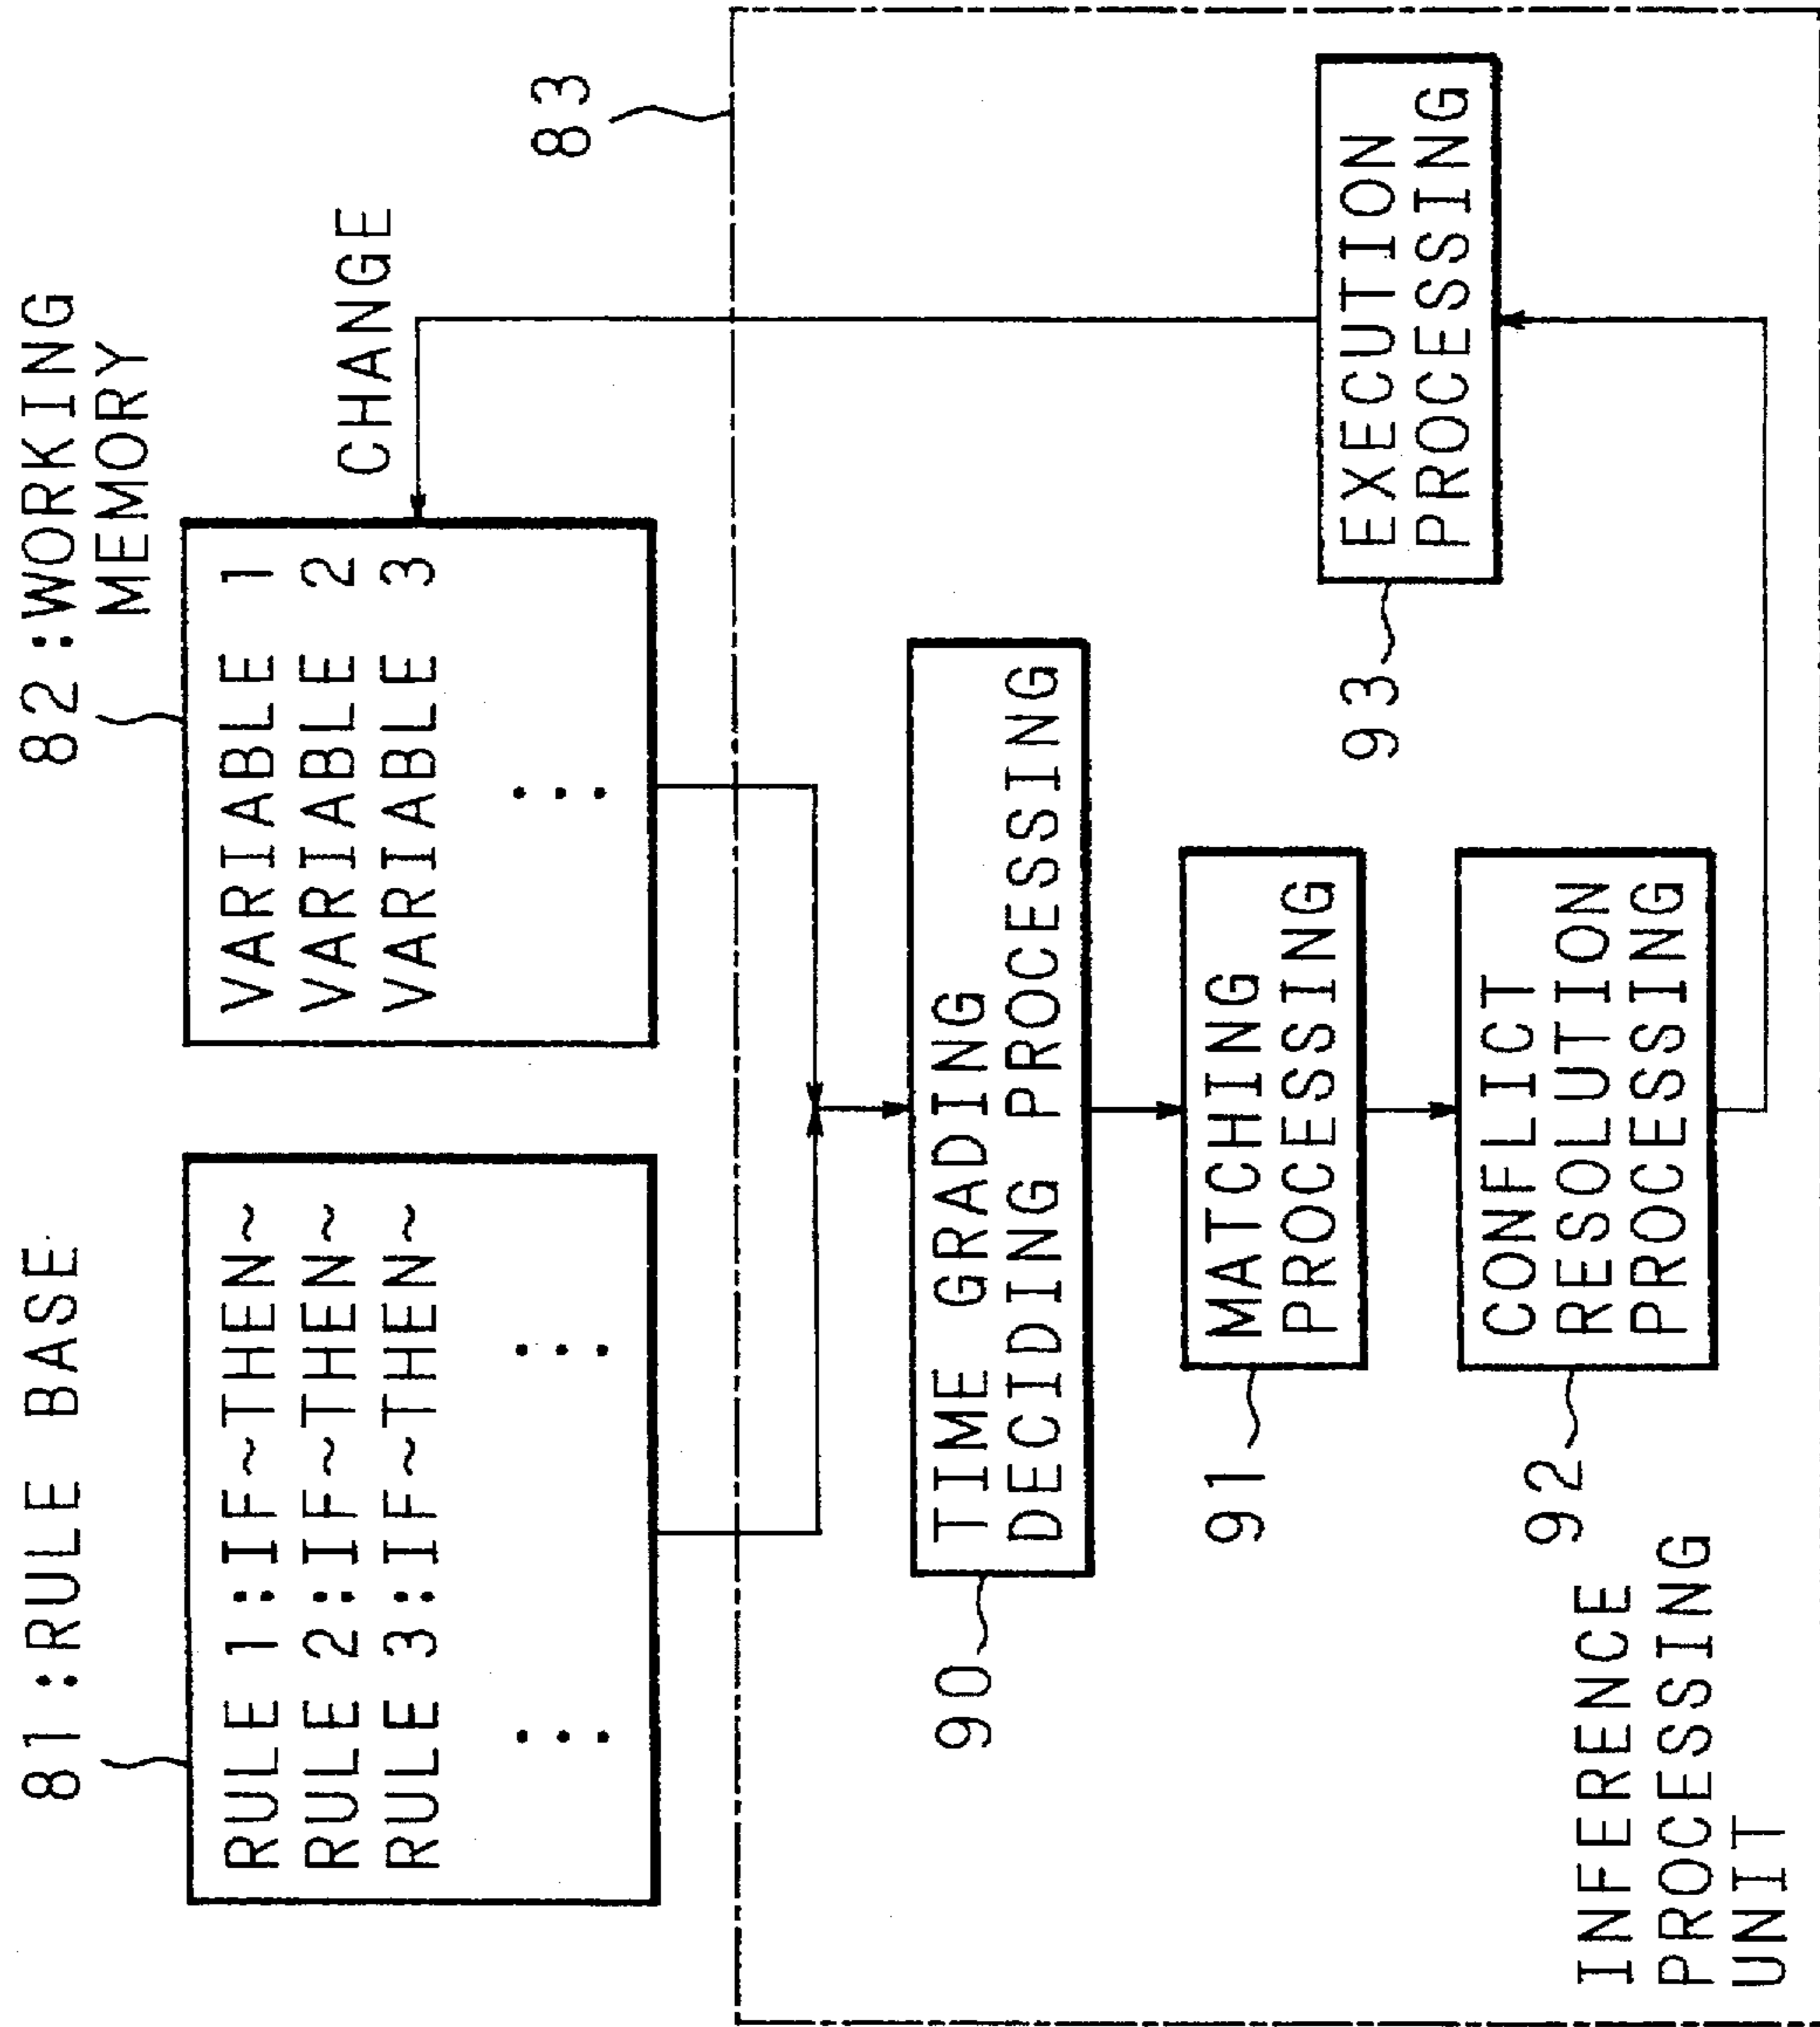 81:RULE BASE
RULE 1:IF~THEN~
RULE 2:IF~THEN~
RULE 3:IF~THEN~
... ...
82:WORKING
MEMORY
VARIABLE 1
VARIABLE 2
VARIABLE 3
...
CHANGE
83
90
TIME GRADING
DECIDING PROCESSING
91
MATCHING
PROCESSING
92
CONFLICT
RESOLUTION
PROCESSING
93
EXECUTION
PROCESSING
INFERENCE
PROCESSING
UNIT